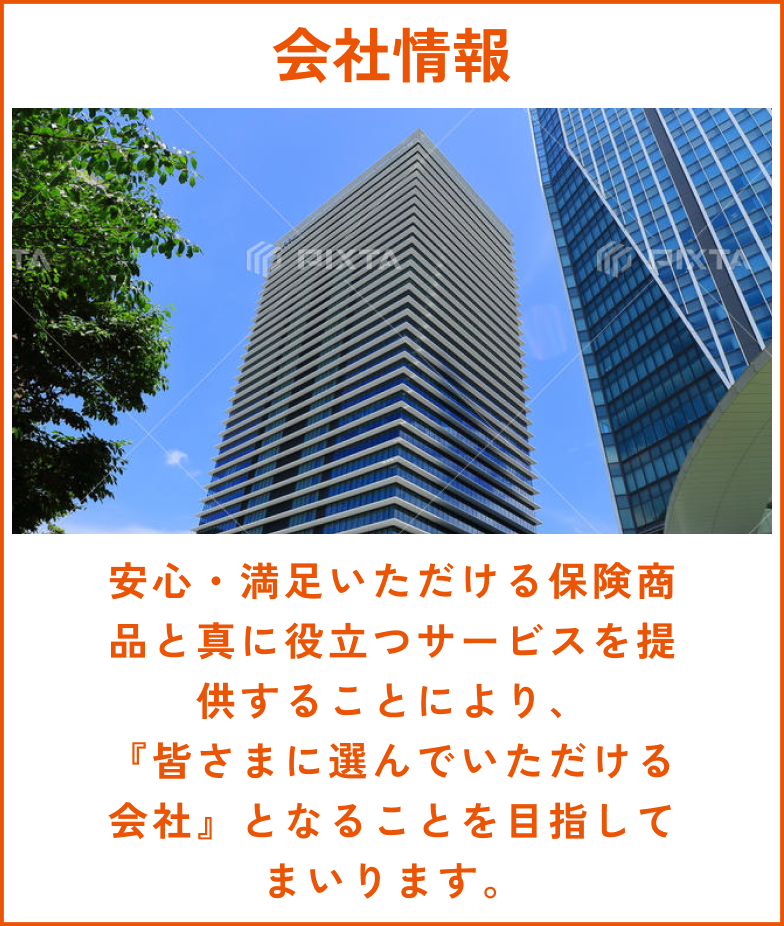 会社情報
TA
PIXTA
PIXTA
安心・満足いただける保険商
品と真に役立つサービスを提
供することにより、
『皆さまに選んでいただける
会社』となることを目指して
まいります。